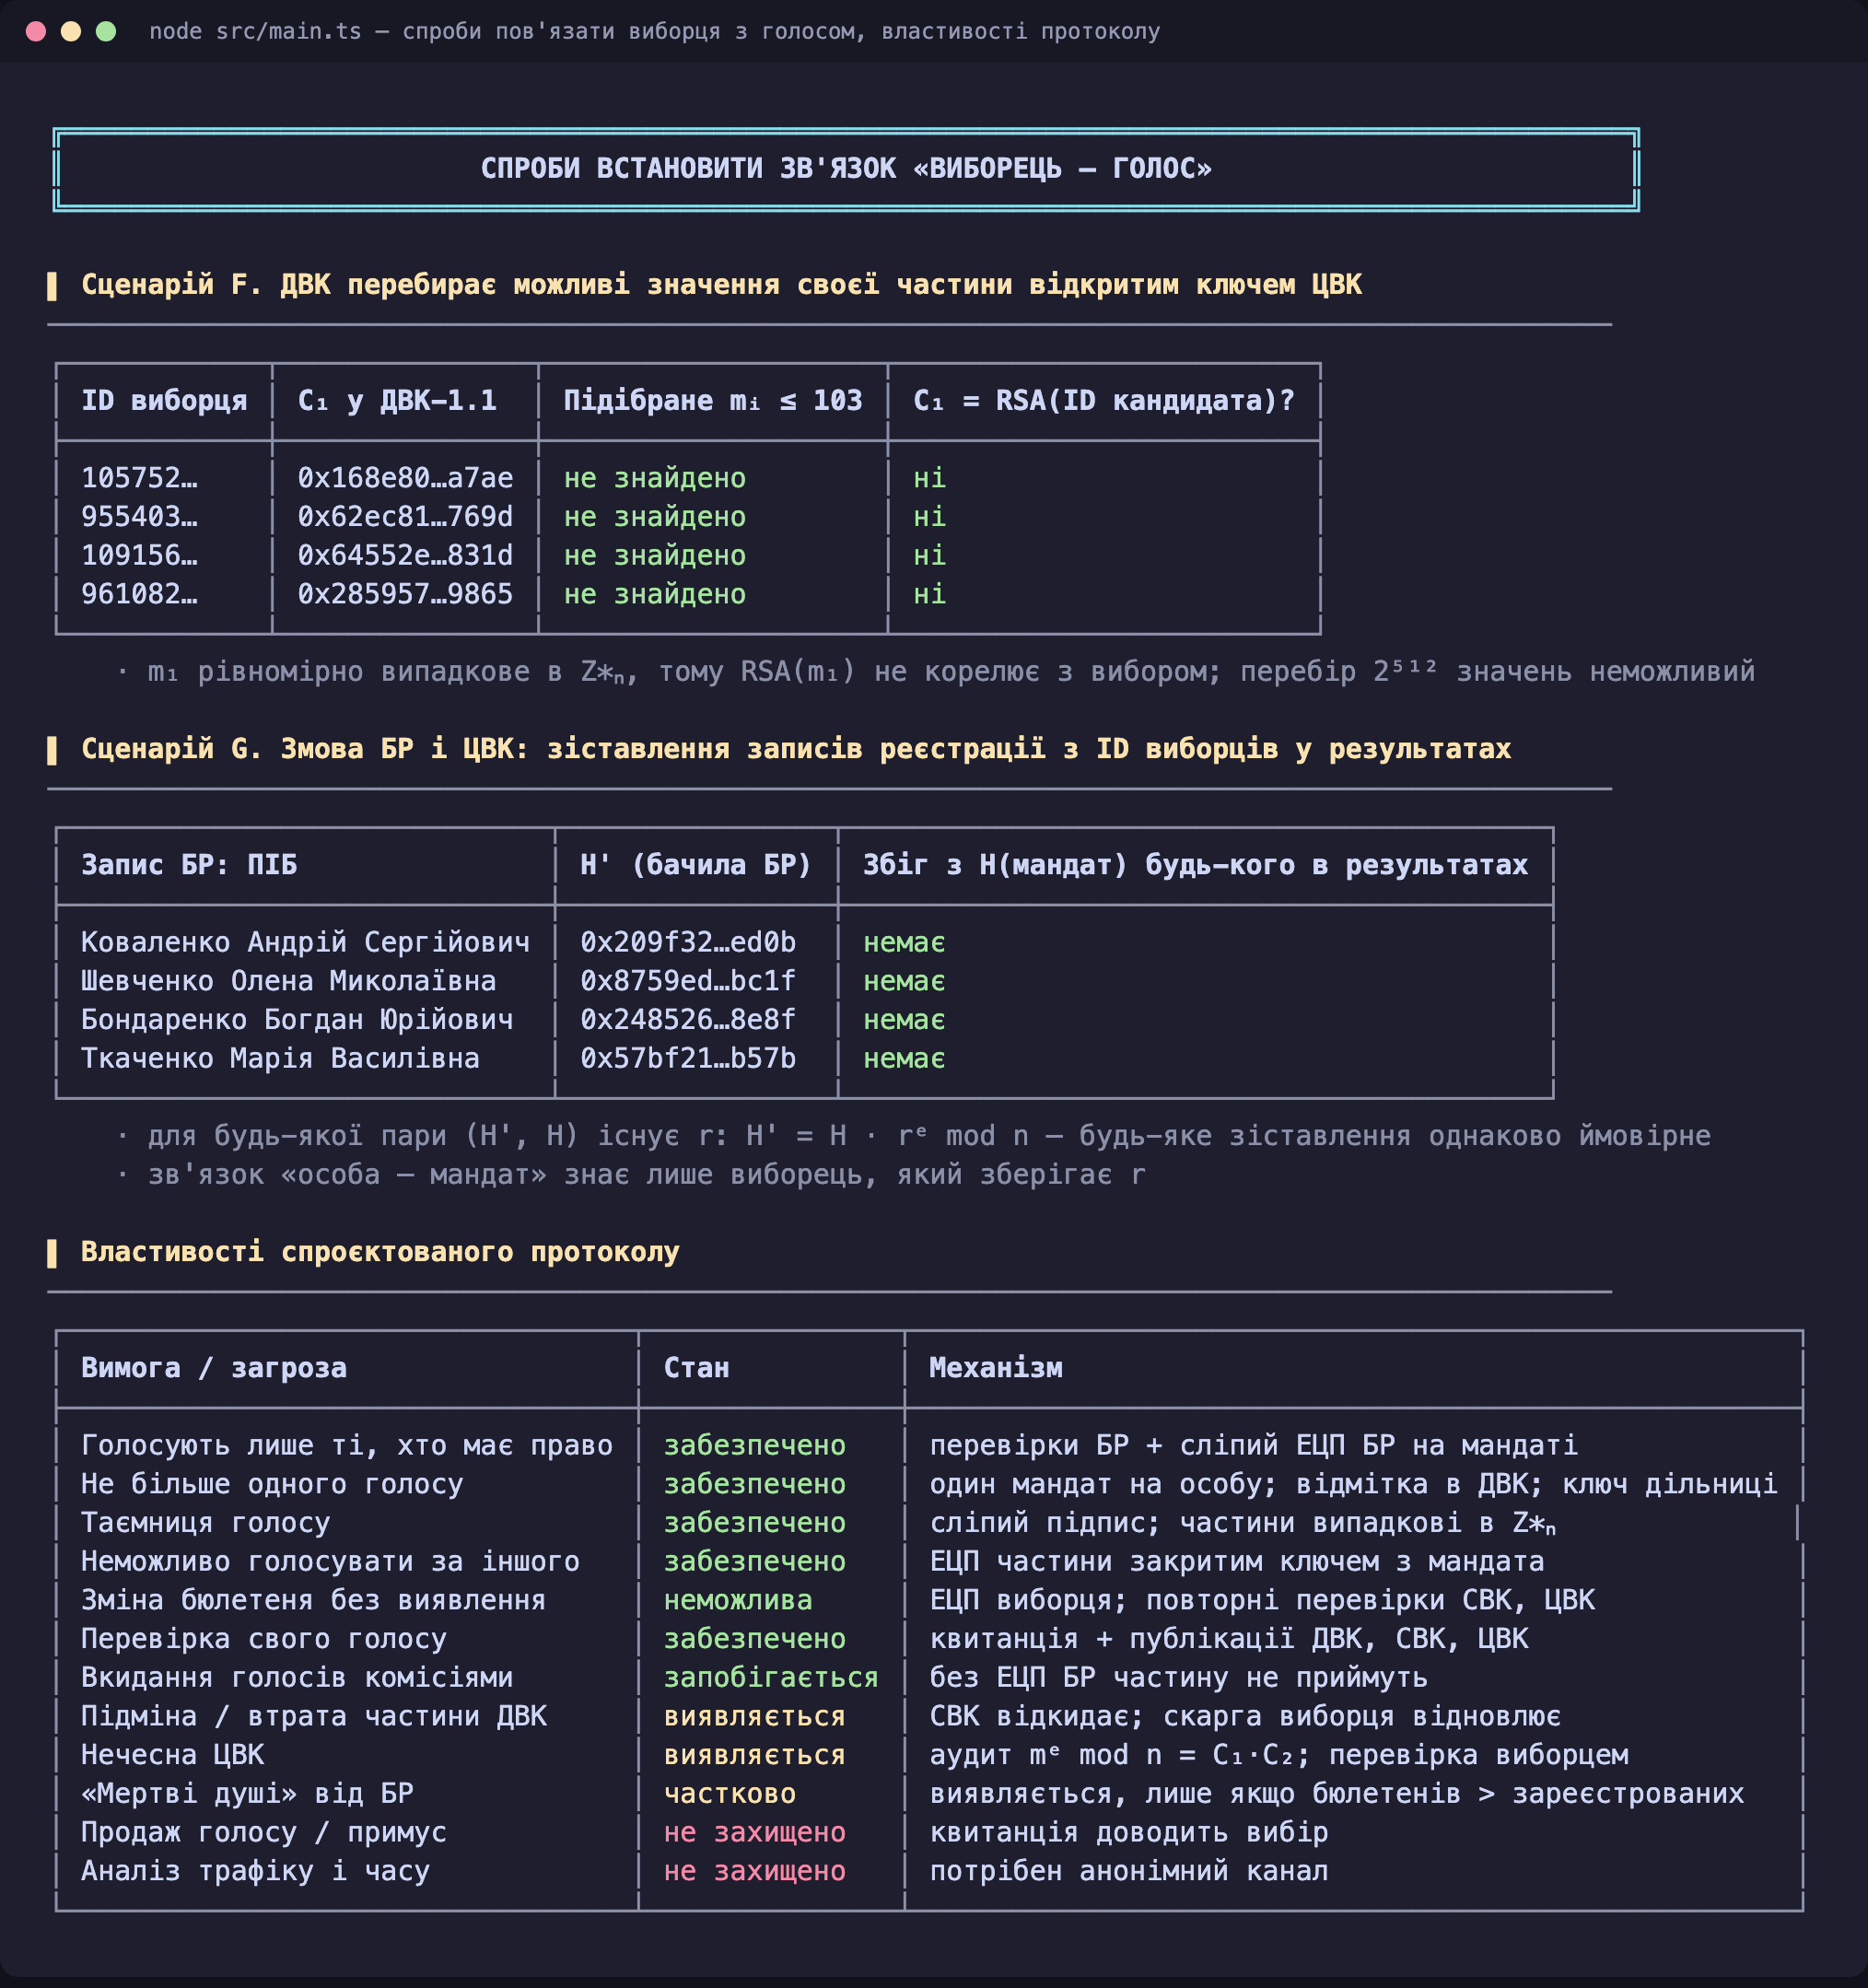 node src/main.ts — спроби пов'язати виборця з голосом, властивості протоколу
СПРОБИ ВСТАНОВИТИ ЗВ'ЯЗОК «ВИБОРЕЦЬ — ГОЛОС»
Сценарій F. ДВК перебирає можливі значення своєї частини відкритим ключем ЦВК
ID виборця | C₁ у ДВК–1.1 | Підібране mᵢ ≤ 103 | C₁ = RSA(ID кандидата)?
105752… | 0x168e80…a7ae | не знайдено | ні
955403… | 0x62ec81…769d | не знайдено | ні
109156… | 0x64552e…831d | не знайдено | ні
961082… | 0x285957…9865 | не знайдено | ні
· m₁ рівномірно випадкове в Z*ₙ, тому RSA(m₁) не корелює з вибором; перебір 2⁵¹² значень неможливий
Сценарій G. Змова БР і ЦВК: зіставлення записів реєстрації з ID виборців у результатах
Запис БР: ПІБ | H' (бачила БР) | Збіг з H(мандат) будь–кого в результатах
Коваленко Андрій Сергійович | 0x209f32…ed0b | немає
Шевченко Олена Миколаївна | 0x8759ed…bc1f | немає
Бондаренко Богдан Юрійович | 0x248526…8e8f | немає
Ткаченко Марія Василівна | 0x57bf21…b57b | немає
· для будь–якої пари (H', H) існує r: H' = H · rᵉ mod n — будь–яке зіставлення однаково ймовірне
· зв'язок «особа — мандат» знає лише виборець, який зберігає r
Властивості спроєктованого протоколу
Вимога / загроза | Стан | Механізм
Голосують лише ті, хто має право | забезпечено | перевірки БР + сліпий ЕЦП БР на мандаті
Не більше одного голосу | забезпечено | один мандат на особу; відмітка в ДВК; ключ дільниці
Таємниця голосу | забезпечено | сліпий підпис; частини випадкові в Z*ₙ
Неможливо голосувати за іншого | забезпечено | ЕЦП частини закритим ключем з мандата
Зміна бюлетеня без виявлення | неможлива | ЕЦП виборця; повторні перевірки СВК, ЦВК
Перевірка свого голосу | забезпечено | квитанція + публікації ДВК, СВК, ЦВК
Вкидання голосів комісіями | запобігається | без ЕЦП БР частину не приймуть
Підміна / втрата частини ДВК | виявляється | СВК відкидає; скарга виборця відновлює
Нечесна ЦВК | виявляється | аудит mᵉ mod n = C₁·C₂; перевірка виборцем
«Мертві душі» від БР | частково | виявляється, лише якщо бюлетенів > зареєстрованих
Продаж голосу / примус | не захищено | квитанція доводить вибір
Аналіз трафіку і часу | не захищено | потрібен анонімний канал